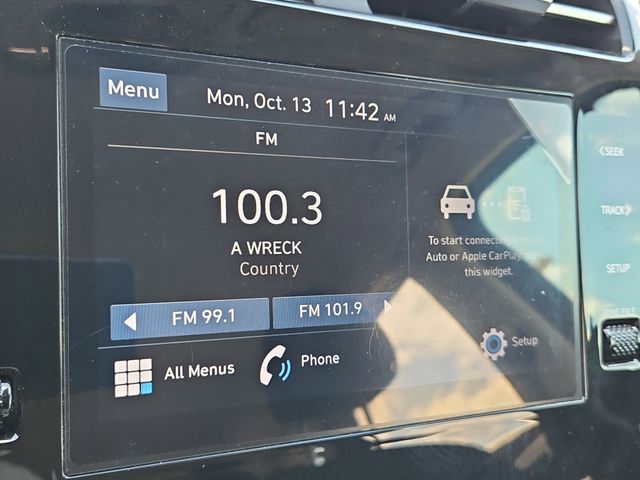 Menu
Mon, Oct. 13 11:42 AM
FM
100.3
A WRECK
Country
To start connecting
Auto or Apple CarPlay
this widget.
FM 99.1
FM 101.9
All Menus
Phone
Setup
SEEK
TRACK
SETUP